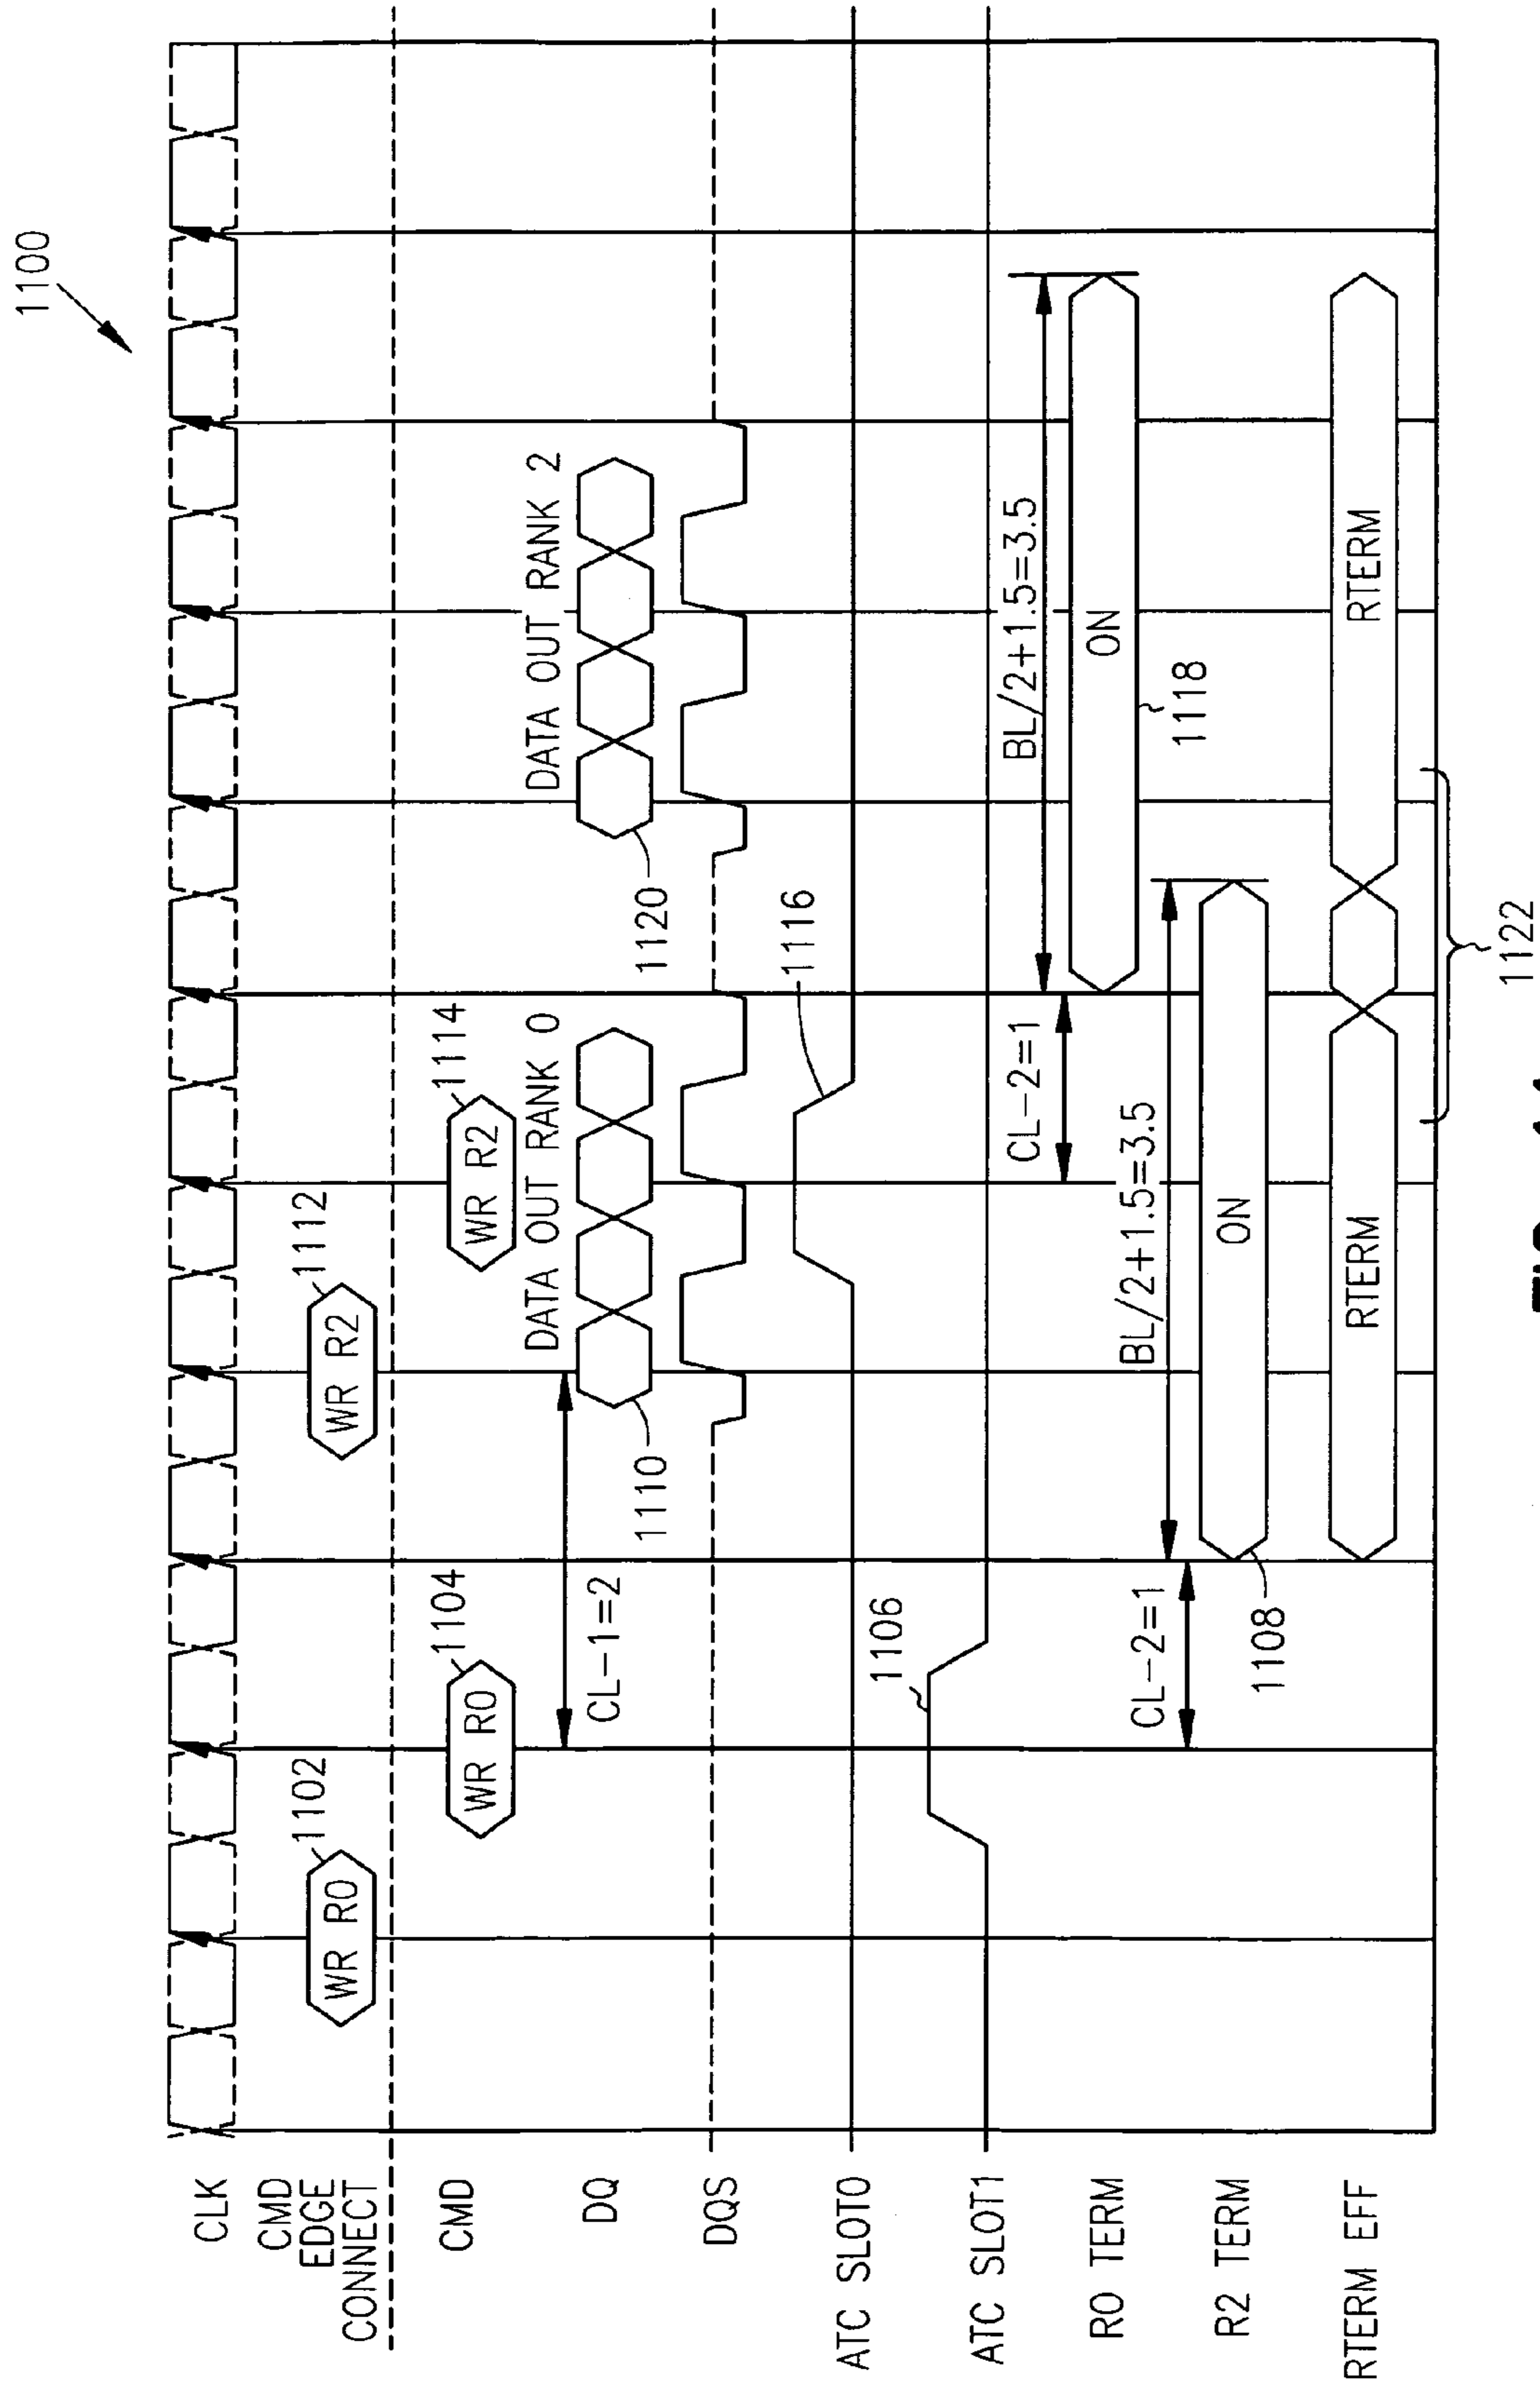 1100
CLK
CMD
EDGE
CONNECT
WR R0
1102
WR R2
1112
CMD
WR R0
1104
WR R2
1114
DQ
DATA OUT RANK 0
DATA OUT RANK 2
CL-1=2
1110
1120
DQS
ATC SLOT0
1116
ATC SLOT1
1106
R0 TERM
CL-2=1
BL/2+1.5=3.5
ON
1118
R2 TERM
CL-2=1
BL/2+1.5=3.5
ON
1108
RTERM EFF
RTERM
RTERM
1122